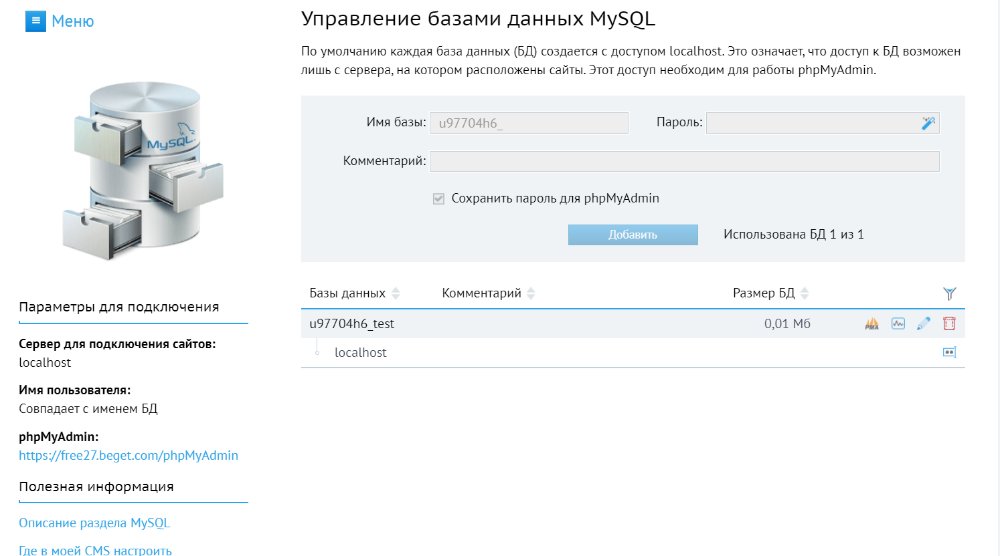 Меню
MySQL
Параметры для подключения
Сервер для подключения сайтов:
localhost
Имя пользователя:
Совпадает с именем БД
phpMyAdmin:
https://free27.beget.com/phpMyAdmin
Полезная информация
Описание раздела MySQL
Где в моей CMS настроить
Управление базами данных MySQL
По умолчанию каждая база данных (БД) создается с доступом localhost. Это означает, что доступ к БД возможен
лишь с сервера, на котором расположены сайты. Этот доступ необходим для работы phpMyAdmin.
Имя базы: u97704h6_ Пароль:
Комментарий:
Сохранить пароль для phpMyAdmin
Добавить Использована БД 1 из 1
Базы данных Комментарий Размер БД
u97704h6_test 0,01 Мб PMA
localhost